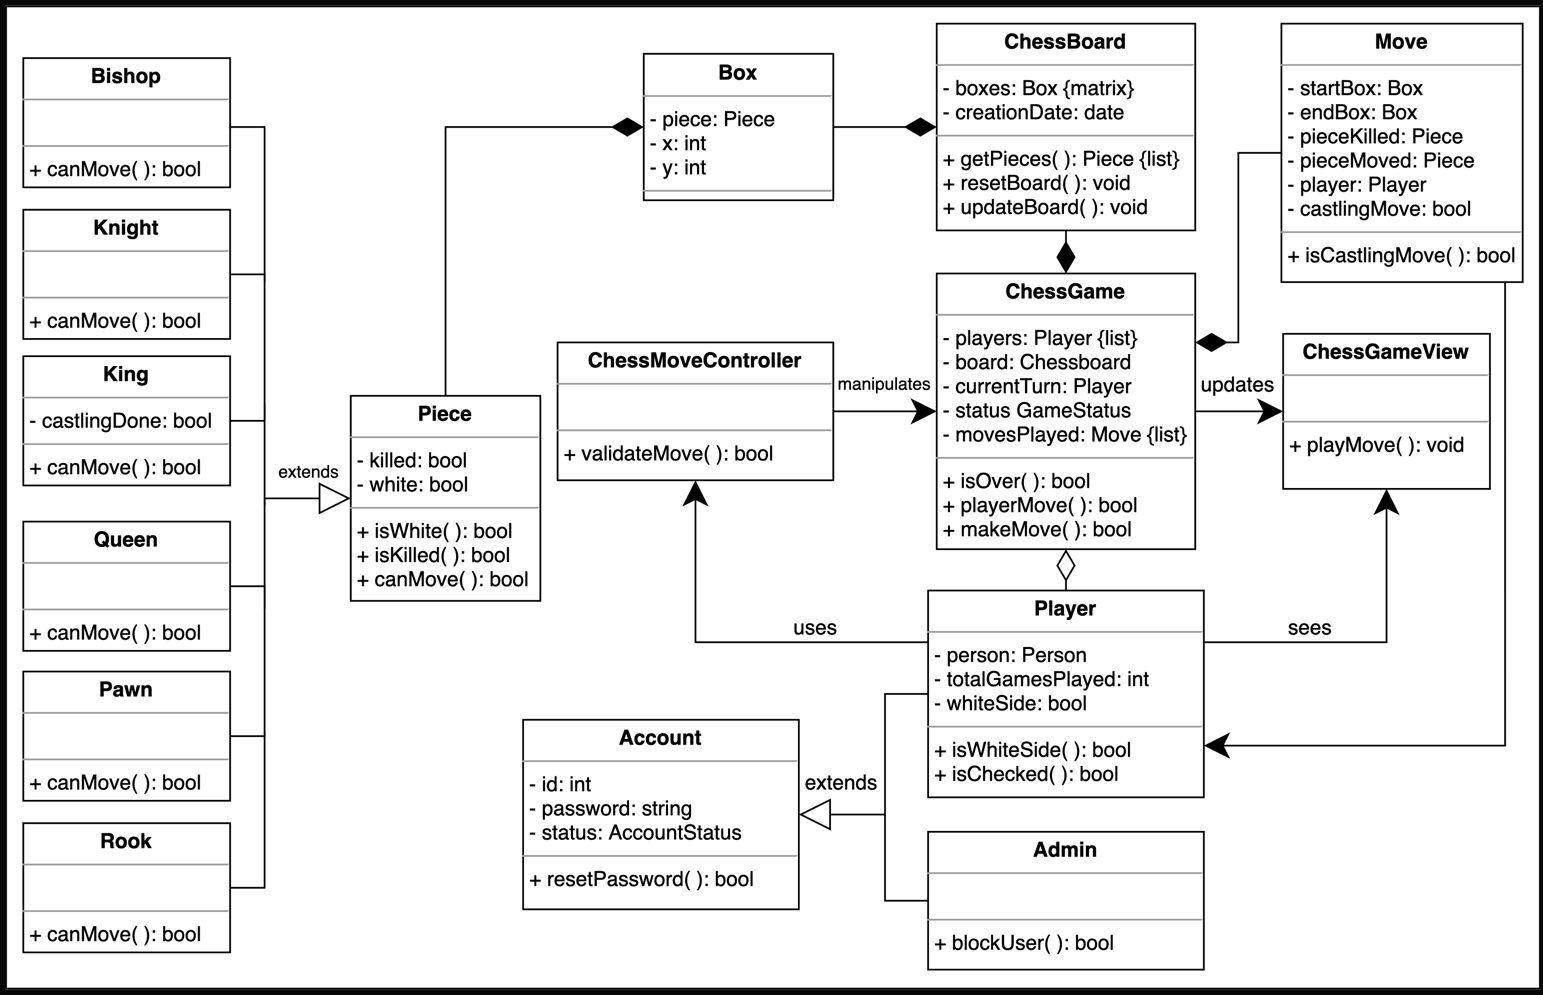 Bishop
+ canMove( ): bool
Knight
+ canMove( ): bool
King
- castlingDone: bool
+ canMove( ): bool
Queen
+ canMove( ): bool
Pawn
+ canMove( ): bool
Rook
+ canMove( ): bool
extends
Piece
- killed: bool
- white: bool
+ isWhite( ): bool
+ isKilled( ): bool
+ canMove( ): bool
Box
- piece: Piece
- x: int
- y: int
ChessBoard
- boxes: Box {matrix}
- creationDate: date
+ getPieces( ): Piece {list}
+ resetBoard( ): void
+ updateBoard( ): void
Move
- startBox: Box
- endBox: Box
- pieceKilled: Piece
- pieceMoved: Piece
- player: Player
- castlingMove: bool
+ isCastlingMove( ): bool
ChessMoveController
+ validateMove( ): bool
manipulates
ChessGame
- players: Player {list}
- board: Chessboard
- currentTurn: Player
- status GameStatus
- movesPlayed: Move {list}
+ isOver( ): bool
+ playerMove( ): bool
+ makeMove( ): bool
updates
ChessGameView
+ playMove( ): void
uses
sees
Player
- person: Person
- totalGamesPlayed: int
- whiteSide: bool
+ isWhiteSide( ): bool
+ isChecked( ): bool
Account
- id: int
- password: string
- status: AccountStatus
+ resetPassword( ): bool
extends
Admin
+ blockUser( ): bool